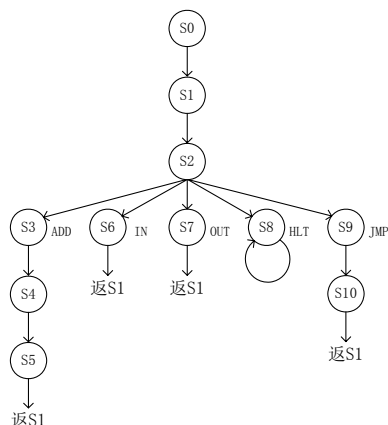 S0
S1
S2
S3 ADD S6 IN S7 OUT S8 HLT S9 JMP
S4 返S1 返S1 S10
S5 返S1
返S1